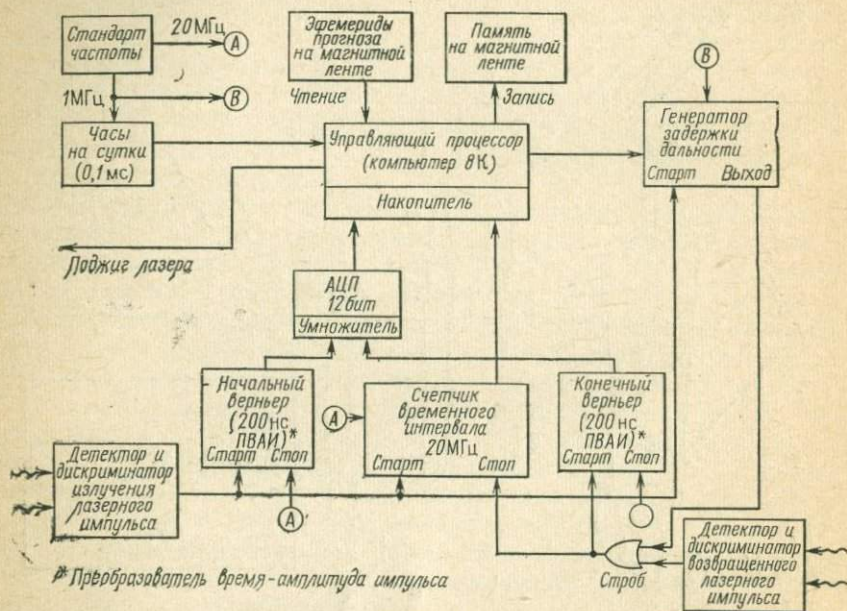 Стандарт
частоты
20МГц
А
1МГц
В
Часы
на сутки
(0,1 мс)
Эфемериды
прогноза
на магнитной
ленте
Чтение
Память
на магнитной
ленте
Запись
Управляющий процессор
(компьютер 8К)
Накопитель
В
Генератор
задержки
дальности
Старт Выход
Поджиг лазера
АЦП
12 бит
Умножитель
Начальный
верньер
(200 нс
ПВАИ)*
Старт Стоп
А
А
Счетчик
временного
интервала
20МГц
Старт Стоп
Конечный
верньер
(200 нс
ПВАИ)*
Старт Стоп
Детектор и
дискриминатор
излучения
лазерного
импульса
Строб
Детектор и
дискриминатор
возвращенного
лазерного
импульса
* Преобразователь время-амплитуда импульса